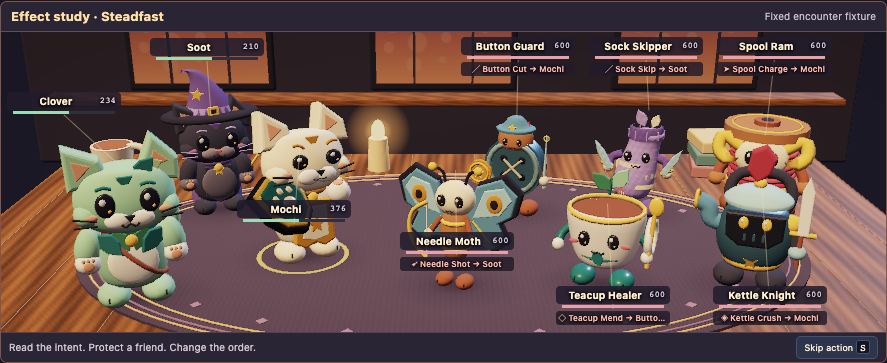 Effect study · Steadfast
Fixed encounter fixture
Soot 210
Button Guard 600
Button Cut → Mochi
Sock Skipper 600
Sock Skip → Soot
Spool Ram 600
Spool Charge → Mochi
Clover 234
Mochi 376
Needle Moth 600
Needle Shot → Soot
Teacup Healer 600
Teacup Mend → Butto...
Kettle Knight 600
Kettle Crush → Mochi
Read the intent. Protect a friend. Change the order.
Skip action S